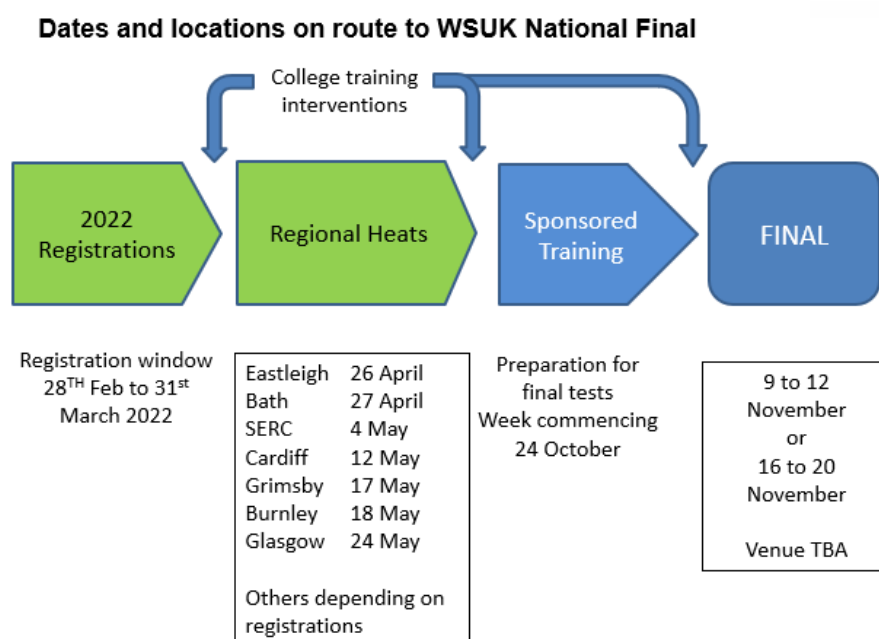 Dates and locations on route to WSUK National Final
College training
interventions
2022
Registrations
Regional Heats
Sponsored
Training
FINAL
Registration window
28TH Feb to 31st
March 2022
Eastleigh 26 April
Bath 27 April
SERC 4 May
Cardiff 12 May
Grimsby 17 May
Burnley 18 May
Glasgow 24 May
Others depending on
registrations
Preparation for
final tests
Week commencing
24 October
9 to 12
November
or
16 to 20
November
Venue TBA